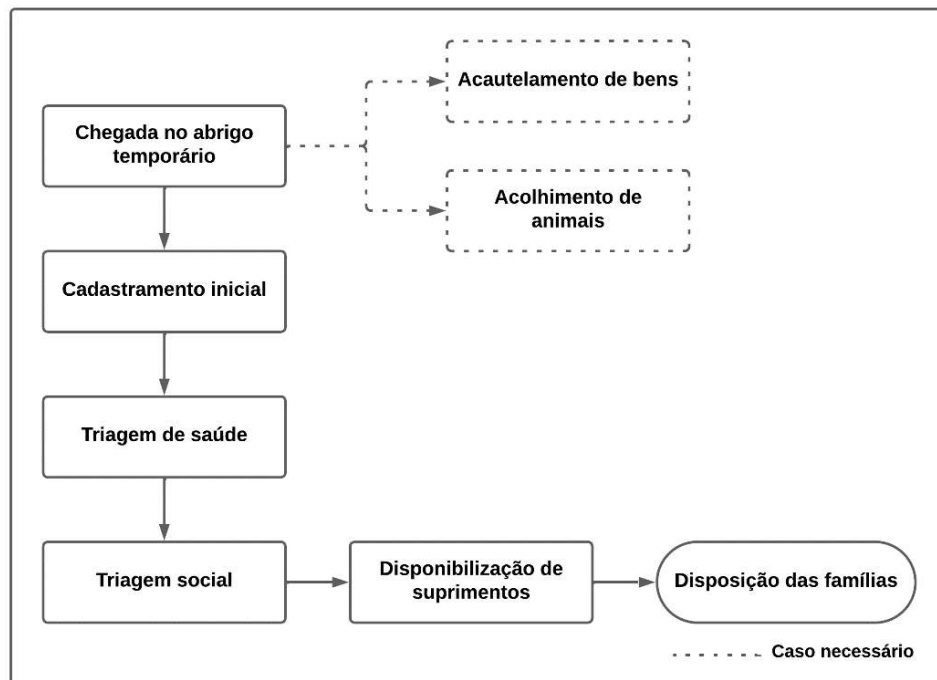 Acautelamento de bens
Chegada no abrigo
temporário
Acolhimento de
animais
Cadastramento inicial
Triagem de saúde
Triagem social
Disponibilização de
suprimentos
Disposição das famílias
Caso necessário